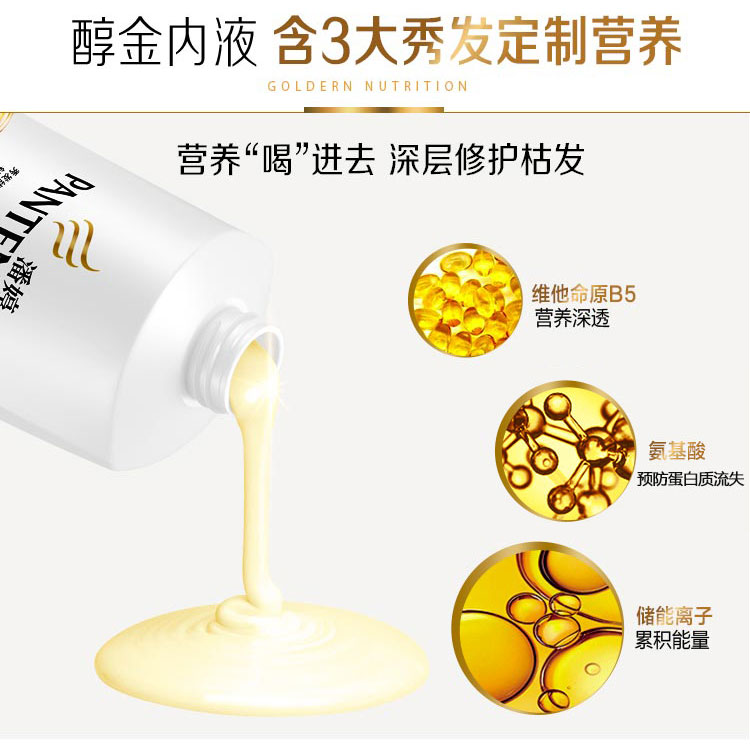 醇金内液 含3大秀发定制营养
GOLDERN NUTRITION
营养“喝”进去 深层修护枯发
PANTEN
潘婷
维他命原B5
营养深透
氨基酸
预防蛋白质流失
储能离子
累积能量